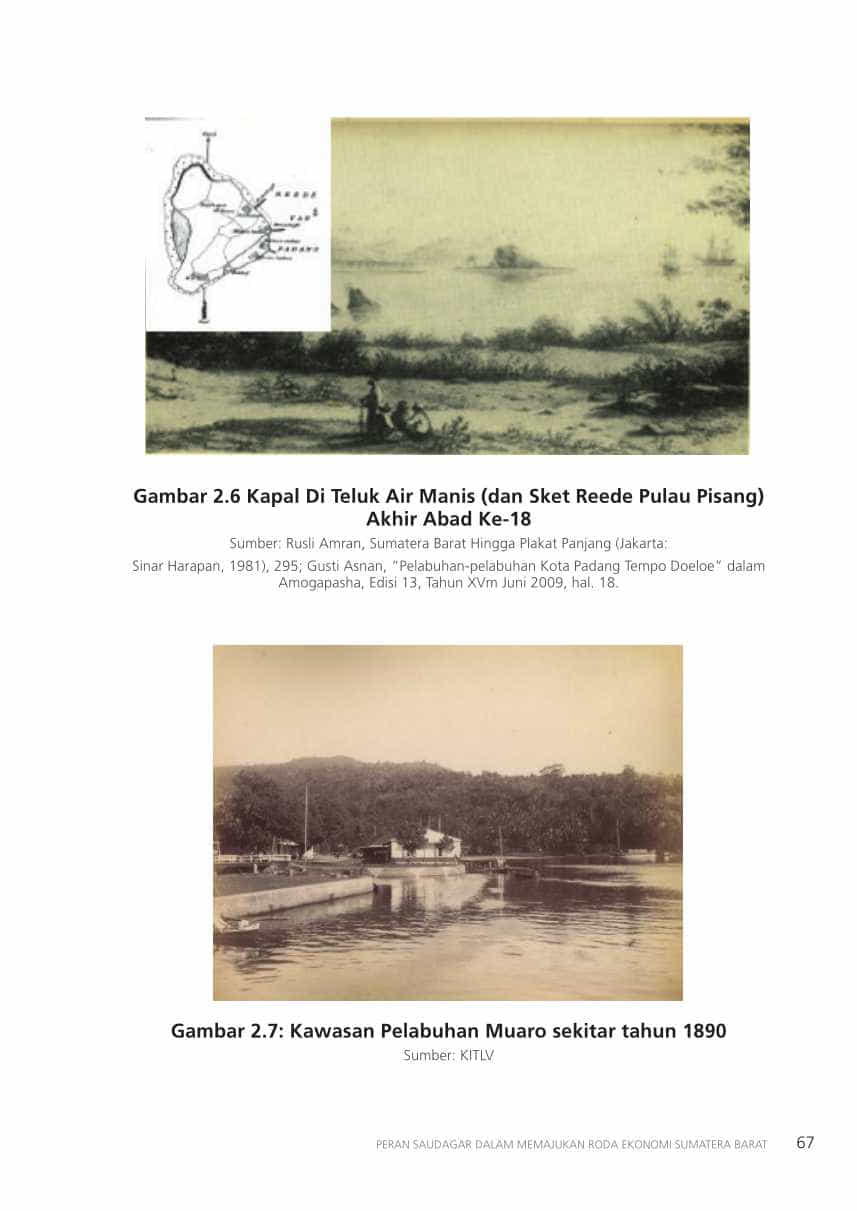 REEDE
VAN
PADANG
Gambar 2.6 Kapal Di Teluk Air Manis (dan Sket Reede Pulau Pisang)
Akhir Abad Ke-18
Sumber: Rusli Amran, Sumatera Barat Hingga Plakat Panjang (Jakarta:
Sinar Harapan, 1981), 295; Gusti Asnan, "Pelabuhan-pelabuhan Kota Padang Tempo Doeloe" dalam
Amogapasha, Edisi 13, Tahun XVm Juni 2009, hal. 18.
Gambar 2.7: Kawasan Pelabuhan Muaro sekitar tahun 1890
Sumber: KITLV
PERAN SAUDAGAR DALAM MEMAJUKAN RODA EKONOMI SUMATERA BARAT 67